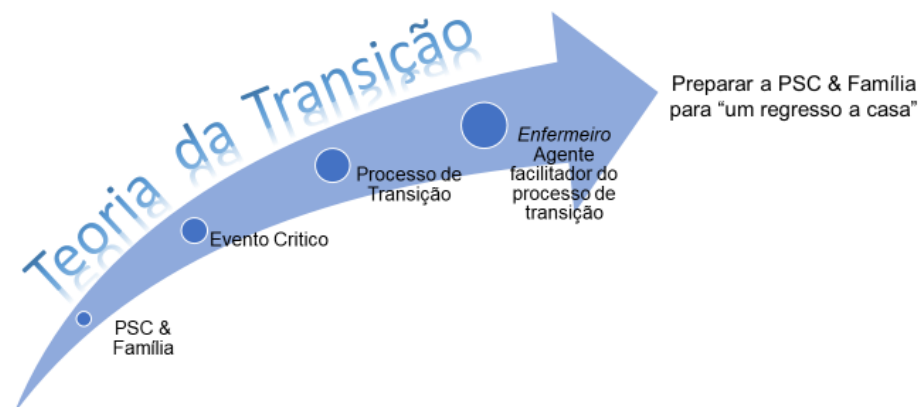 Teoria da Transição
Preparar a PSC & Família
para “um regresso a casa”
Enfermeiro
Agente
facilitador do
processo de
transição
Processo de
Transição
Evento Critico
PSC &
Família